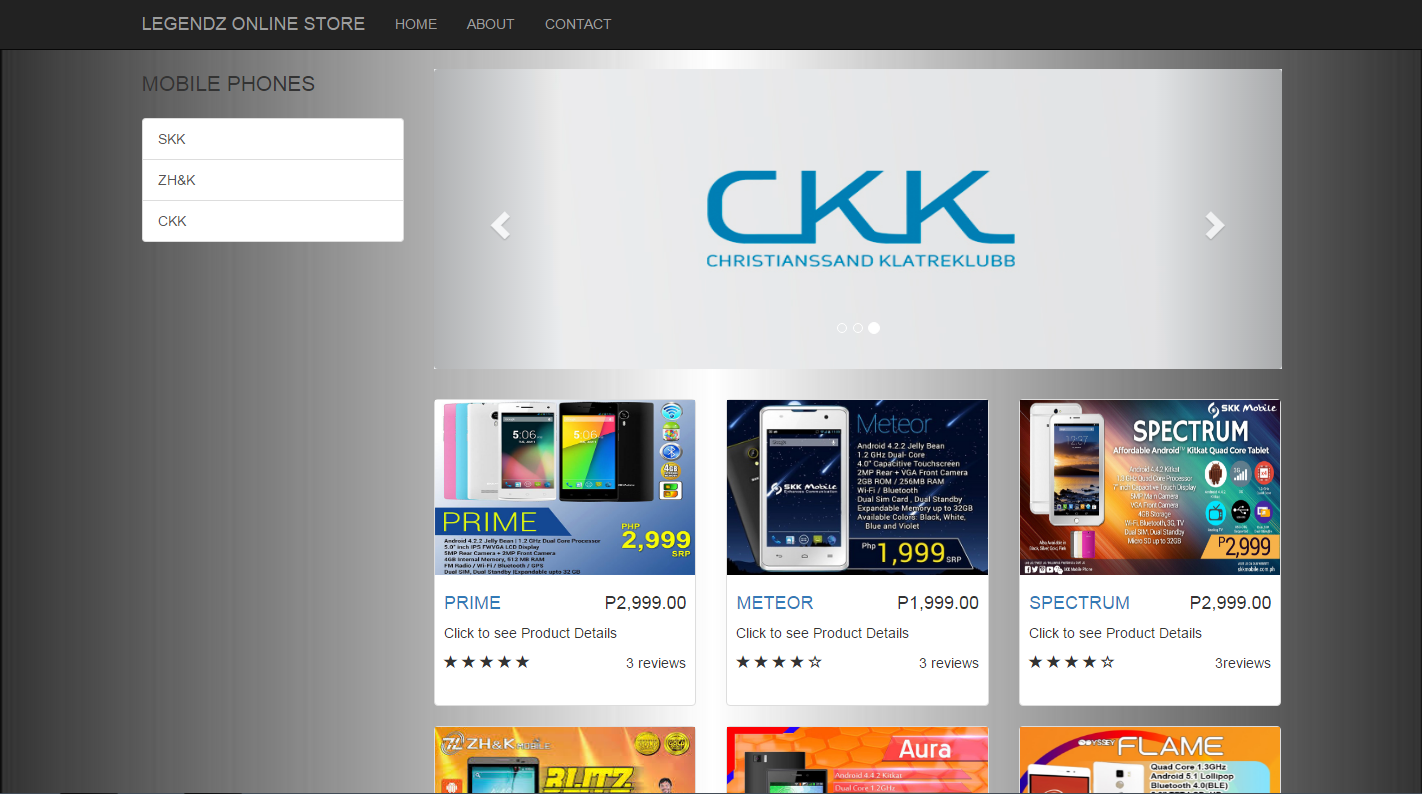 LEGENDZ ONLINE STORE HOME ABOUT CONTACT
MOBILE PHONES
SKK
ZH&K
CKK
CKK
CHRISTIANSSAND KLATREKLUBB
5:06
5:06
PRIME
PHP
2,999
SRP
Android 4.2.2 Jelly Bean | 1.2 GHz Dual Core Processor
5.0" inch IPS FWVGA LCD Display
5MP Rear Camera + 2MP Front Camera
4GB Internal Memory, 512 MB RAM
FM Radio / Wi-Fi / Bluetooth / GPS
Dual SIM, Dual Standby (Expandable upto 32 GB
PRIME P2,999.00
Click to see Product Details
3 reviews
Meteor
Android 4.2.2 Jelly Bean
1.2 GHz Dual- Core
4.0" Capacitive Touchscreen
2MP Rear + VGA Front Camera
2GB ROM / 256MB RAM
Wi-Fi / Bluetooth
Dual Sim Card , Dual Standby
Expandable Memory up to 32GB
Available Colors: Black, White,
Blue and Violet
SKK Mobile
Php 1,999 SRP
METEOR P1,999.00
Click to see Product Details
3 reviews
SKK Mobile
SPECTRUM
Affordable Android™ Kitkat Quad Core Tablet
Android 4.4.2 Kitkat
Quad Core Processor
7" inch Capacitive Touch Display
5MP Main Camera
VGA Front Camera
4GB Storage
Wi-Fi, Bluetooth, 3G, TV
Dual SIM, Dual Standby
Micro SD up to 32GB
P2,999
skkmobile.com.ph
SPECTRUM P2,999.00
Click to see Product Details
3reviews
ZH&K MOBILE
BLITZ
Aura
Android 4.4.2 Kitkat
Dual Core 1.2GHz
ODYSSEY FLAME
Quad Core 1.3GHz
Android 5.1 Lollipop
Bluetooth 4.0(BLE)